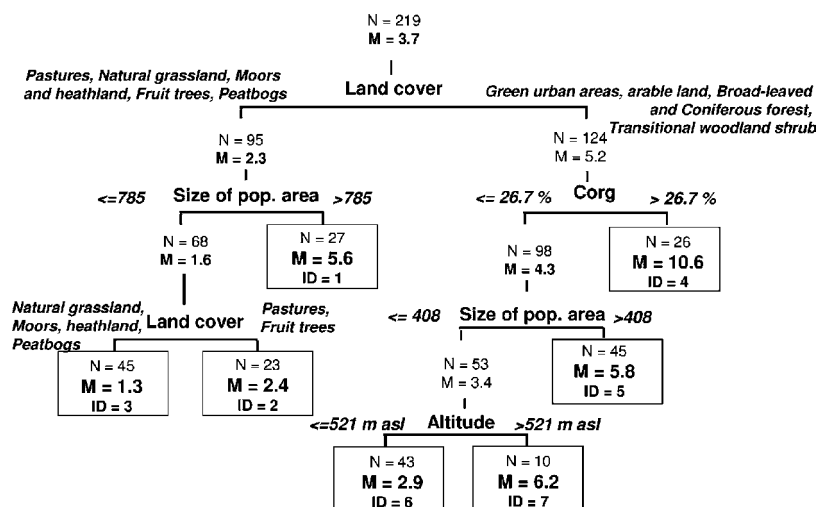 N = 219
M = 3.7
Pastures, Natural grassland, Moors
and heathland, Fruit trees, Peatbogs
Land cover
Green urban areas, arable land, Broad-leaved
and Coniferous forest,
Transitional woodland shrub
N = 95
M = 2.3
N = 124
M = 5.2
<=785
Size of pop. area
>785
<= 26.7 %
Corg
> 26.7 %
N = 68
M = 1.6
N = 27
M = 5.6
ID = 1
N = 98
M = 4.3
N = 26
M = 10.6
ID = 4
Natural grassland,
Moors, heathland,
Peatbogs
Land cover
Pastures,
Fruit trees
<= 408
Size of pop. area
>408
N = 45
M = 1.3
ID = 3
N = 23
M = 2.4
ID = 2
N = 53
M = 3.4
N = 45
M = 5.8
ID = 5
<=521 m asl
Altitude
>521 m asl
N = 43
M = 2.9
ID = 6
N = 10
M = 6.2
ID = 7